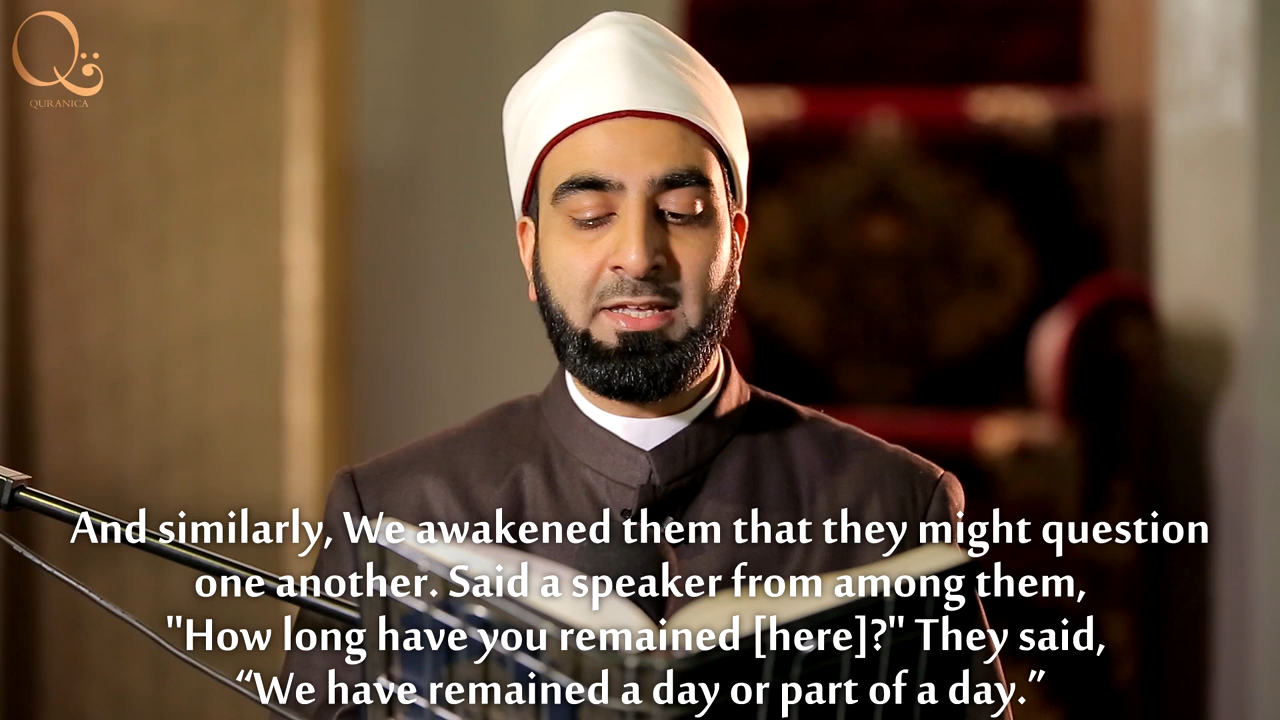 QURANICA
And similarly, We awakened them that they might question
one another. Said a speaker from among them,
"How long have you remained [here]?" They said,
“We have remained a day or part of a day.”